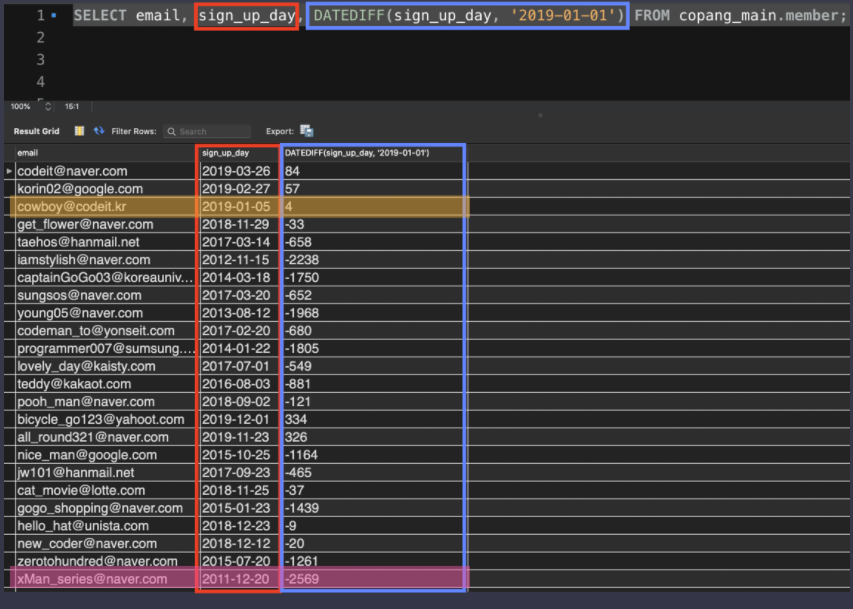 1 SELECT email, sign_up_day, DATEDIFF(sign_up_day, '2019-01-01') FROM copang_main.member;
2
3
4
100% 15:1
Result Grid Filter Rows: Search Export:
email sign_up_day DATEDIFF(sign_up_day, '2019-01-01')
codeit@naver.com 2019-03-26 84
korin02@google.com 2019-02-27 57
cowboy@codeit.kr 2019-01-05 4
get_flower@naver.com 2018-11-29 -33
taehos@hanmail.net 2017-03-14 -658
iamstylish@naver.com 2012-11-15 -2238
captainGoGo03@koreauniv... 2014-03-18 -1750
sungsos@naver.com 2017-03-20 -652
young05@naver.com 2013-08-12 -1968
codeman_to@yonseit.com 2017-02-20 -680
programmer007@sumsung.... 2014-01-22 -1805
lovely_day@kaisty.com 2017-07-01 -549
teddy@kakaot.com 2016-08-03 -881
pooh_man@naver.com 2018-09-02 -121
bicycle_go123@yahoot.com 2019-12-01 334
all_round321@naver.com 2019-11-23 326
nice_man@google.com 2015-10-25 -1164
jw101@hanmail.net 2017-09-23 -465
cat_movie@lotte.com 2018-11-25 -37
gogo_shopping@naver.com 2015-01-23 -1439
hello_hat@unista.com 2018-12-23 -9
new_coder@naver.com 2018-12-12 -20
zerotohundred@naver.com 2015-07-20 -1261
xMan_series@naver.com 2011-12-20 -2569